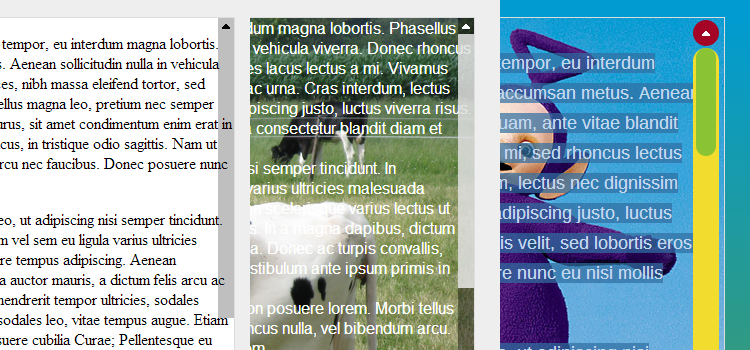 tempor, eu interdum magna lobortis.
s. Aenean sollicitudin nulla in vehicula
es, nibh massa eleifend tortor, sed
ellus magna leo, pretium nec semper
urus, sit amet condimentum enim erat in
cus, in tristique odio sagittis. Nam ut
rcu nec faucibus. Donec posuere nunc
eo, ut adipiscing nisi semper tincidunt.
m vel sem eu ligula varius ultricies
re tempus adipiscing. Aenean
a auctor mauris, a dictum felis arcu ac
hendrerit tempor ultricies, sodales
sodales leo, vitae tempus augue. Etiam
suere cubilia Curae; Pellentesque eu
dum magna lobortis. Phasellus
vehicula viverra. Donec rhoncus
es lacus lectus a mi. Vivamus
ac urna. Cras interdum, lectus
piscing justo, luctus viverra risus.
a consectetur blandit diam et
si semper tincidunt. In
varius ultricies malesuada
scelerisque varius lectus ut
s. In a magna dapibus, dictum
a. Donec ac turpis convallis,
stibulum ante ipsum primis in
on posuere lorem. Morbi tellus
ncus nulla, vel bibendum arcu.
tempor, eu interdum
accumsan metus. Aenean
uam, ante vitae blandit
mi, sed rhoncus lectus
n, lectus nec dignissim
adipiscing justo, luctus
is velit, sed lobortis eros
re nunc eu nisi mollis